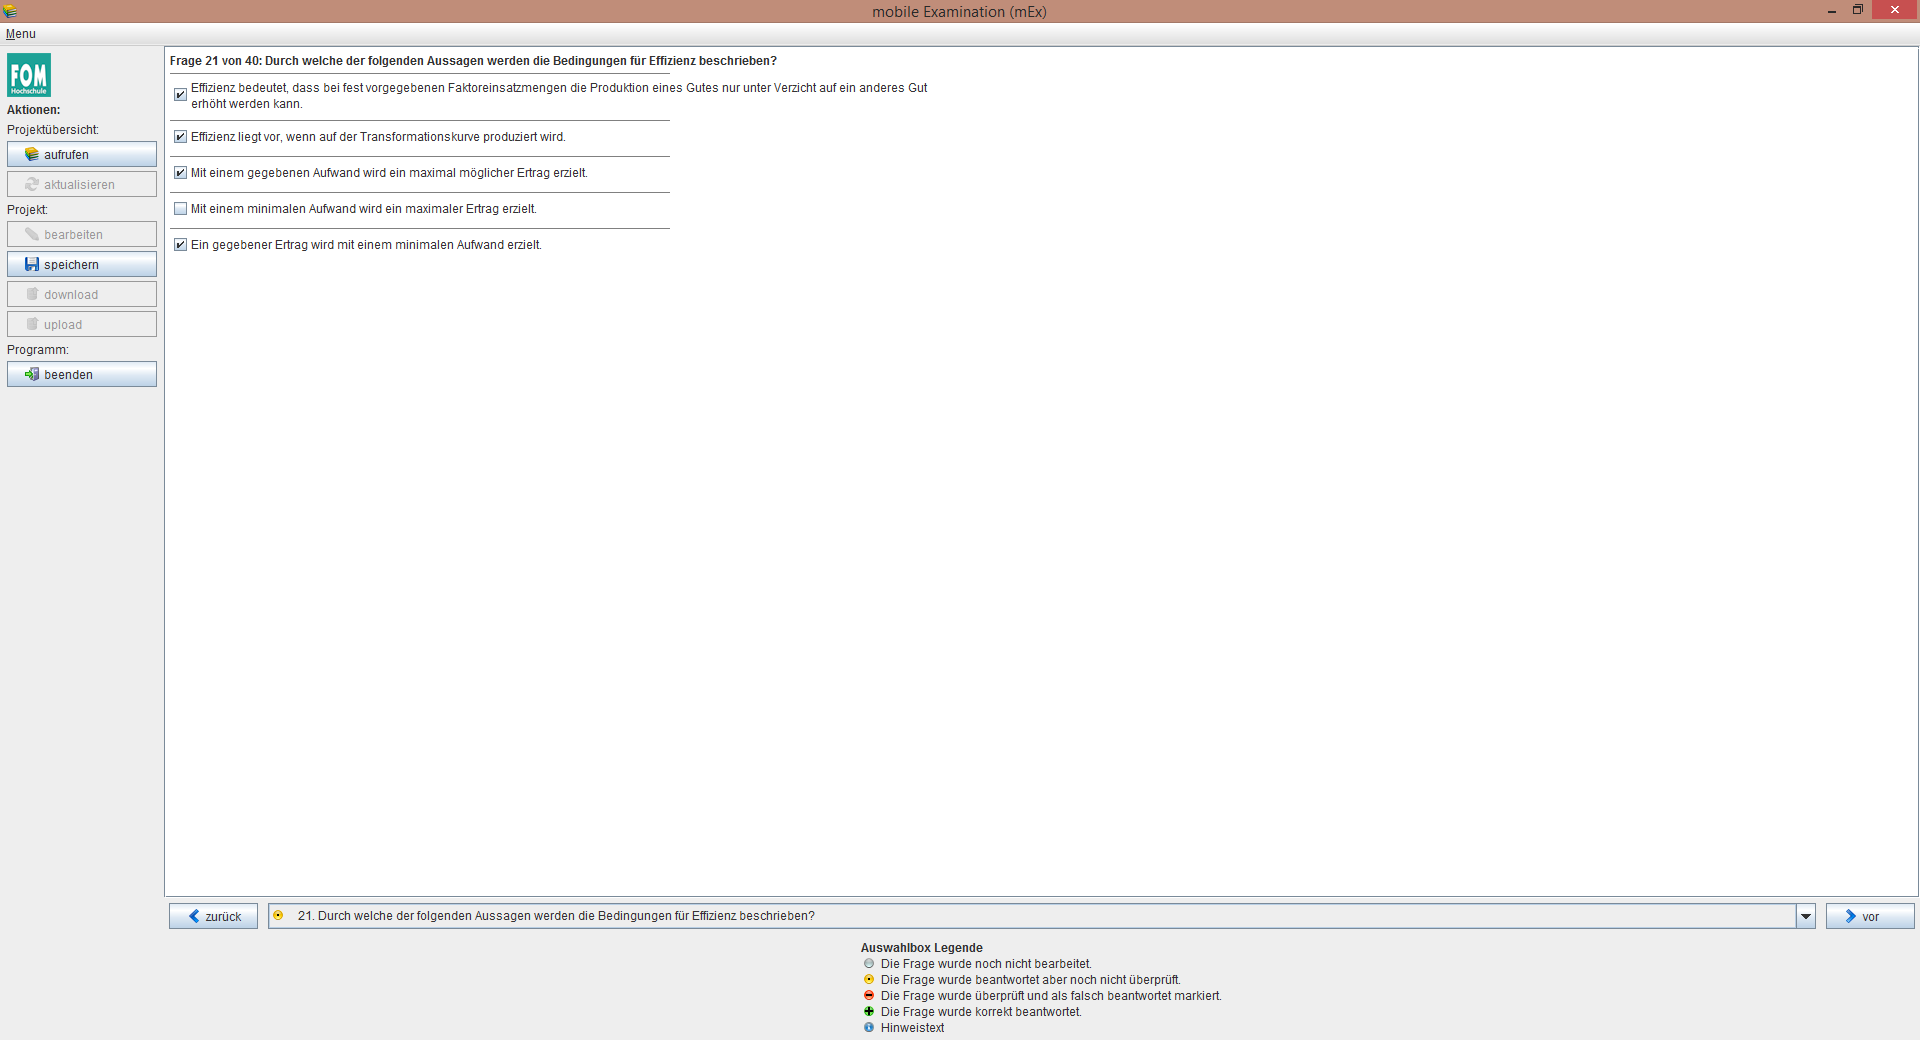 mobile Examination (mEx)
Menu
FOM
Hochschule
Aktionen:
Projektübersicht:
aufrufen
aktualisieren
Projekt:
bearbeiten
speichern
download
upload
Programm:
beenden
Frage 21 von 40: Durch welche der folgenden Aussagen werden die Bedingungen für Effizienz beschrieben?
Effizienz bedeutet, dass bei fest vorgegebenen Faktoreinsatzmengen die Produktion eines Gutes nur unter Verzicht auf ein anderes Gut
erhöht werden kann.
Effizienz liegt vor, wenn auf der Transformationskurve produziert wird.
Mit einem gegebenen Aufwand wird ein maximal möglicher Ertrag erzielt.
Mit einem minimalen Aufwand wird ein maximaler Ertrag erzielt.
Ein gegebener Ertrag wird mit einem minimalen Aufwand erzielt.
zurück
21. Durch welche der folgenden Aussagen werden die Bedingungen für Effizienz beschrieben?
vor
Auswahlbox Legende
Die Frage wurde noch nicht bearbeitet.
Die Frage wurde beantwortet aber noch nicht überprüft.
Die Frage wurde überprüft und als falsch beantwortet markiert.
Die Frage wurde korrekt beantwortet.
Hinweistext